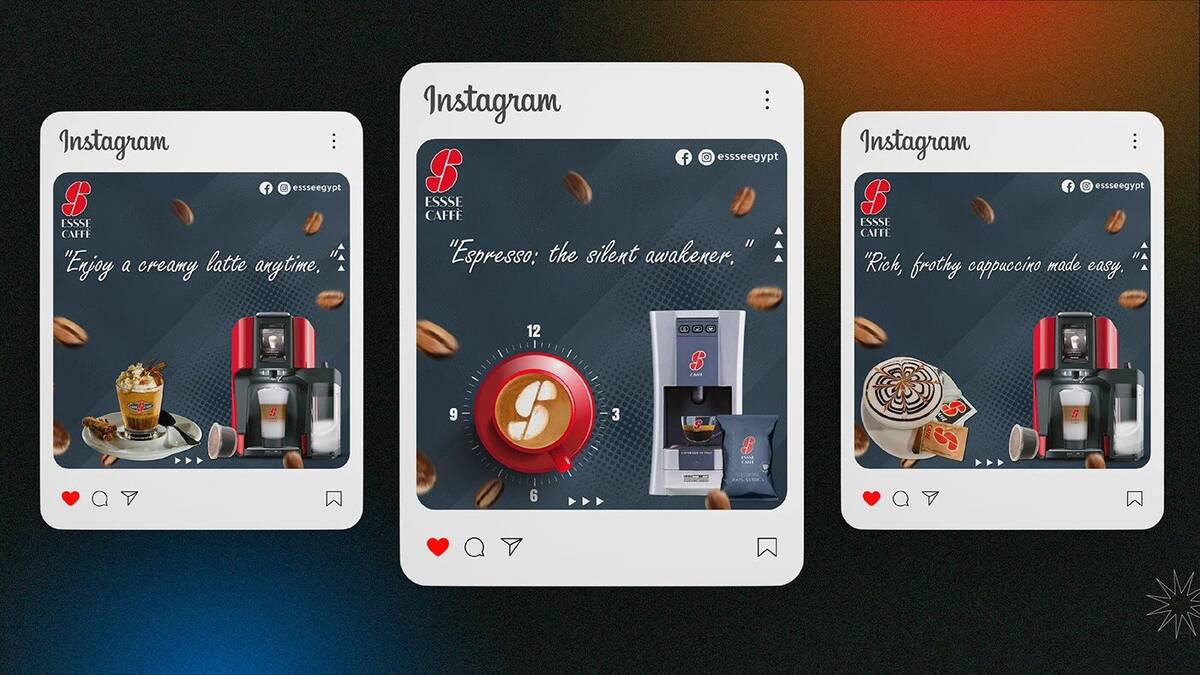 Instagram
ESSSE
CAFFÈ
essseegypt
"Enjoy a creamy latte anytime."
Instagram
ESSSE
CAFFÈ
essseegypt
"Espresso: the silent awakener."
12
9
3
6
CAFFÈ
ESSSE
CAFFÈ
Instagram
ESSSE
CAFFÈ
essseegypt
"Rich, frothy cappuccino made easy."